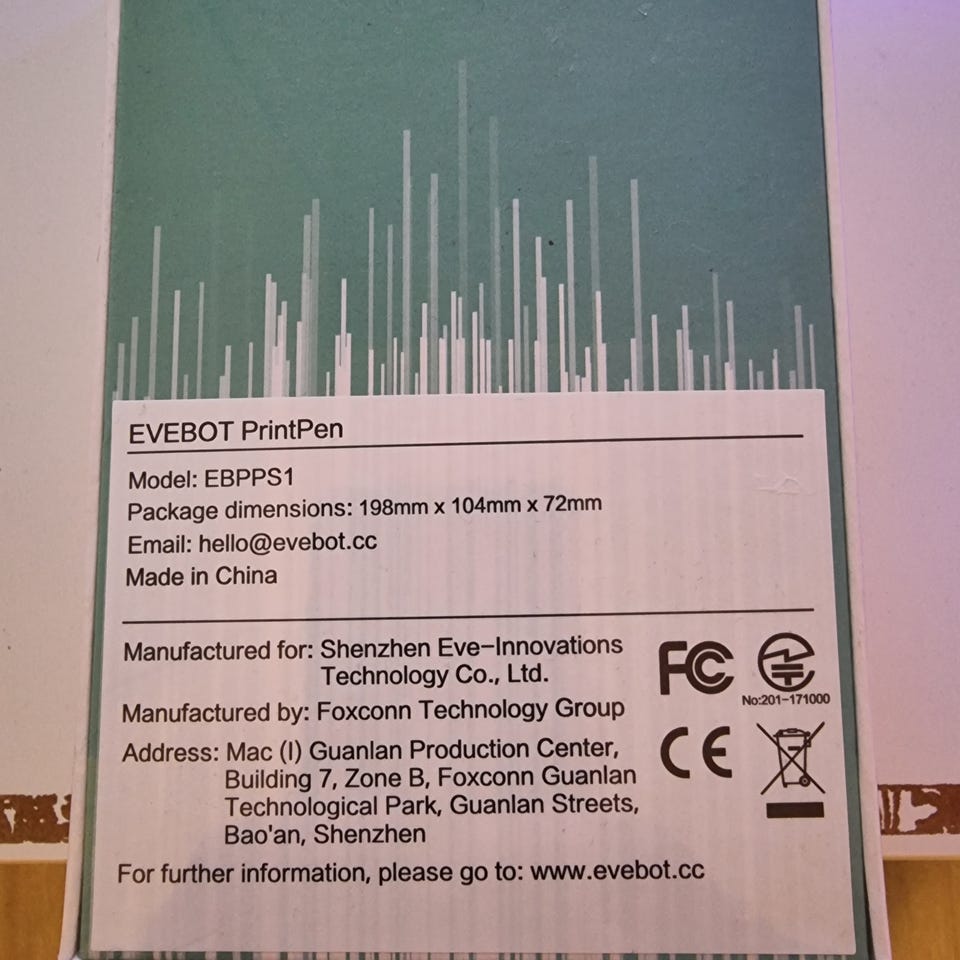 EVEBOT PrintPen
Model: EBPPS1
Package dimensions: 198mm x 104mm x 72mm
Email: hello@evebot.cc
Made in China
Manufactured for: Shenzhen Eve-Innovations
Technology Co., Ltd.
Manufactured by: Foxconn Technology Group
Address: Mac (I) Guanlan Production Center,
Building 7, Zone B, Foxconn Guanlan
Technological Park, Guanlan Streets,
Bao'an, Shenzhen
FC
No:201-171000
CE
For further information, please go to: www.evebot.cc